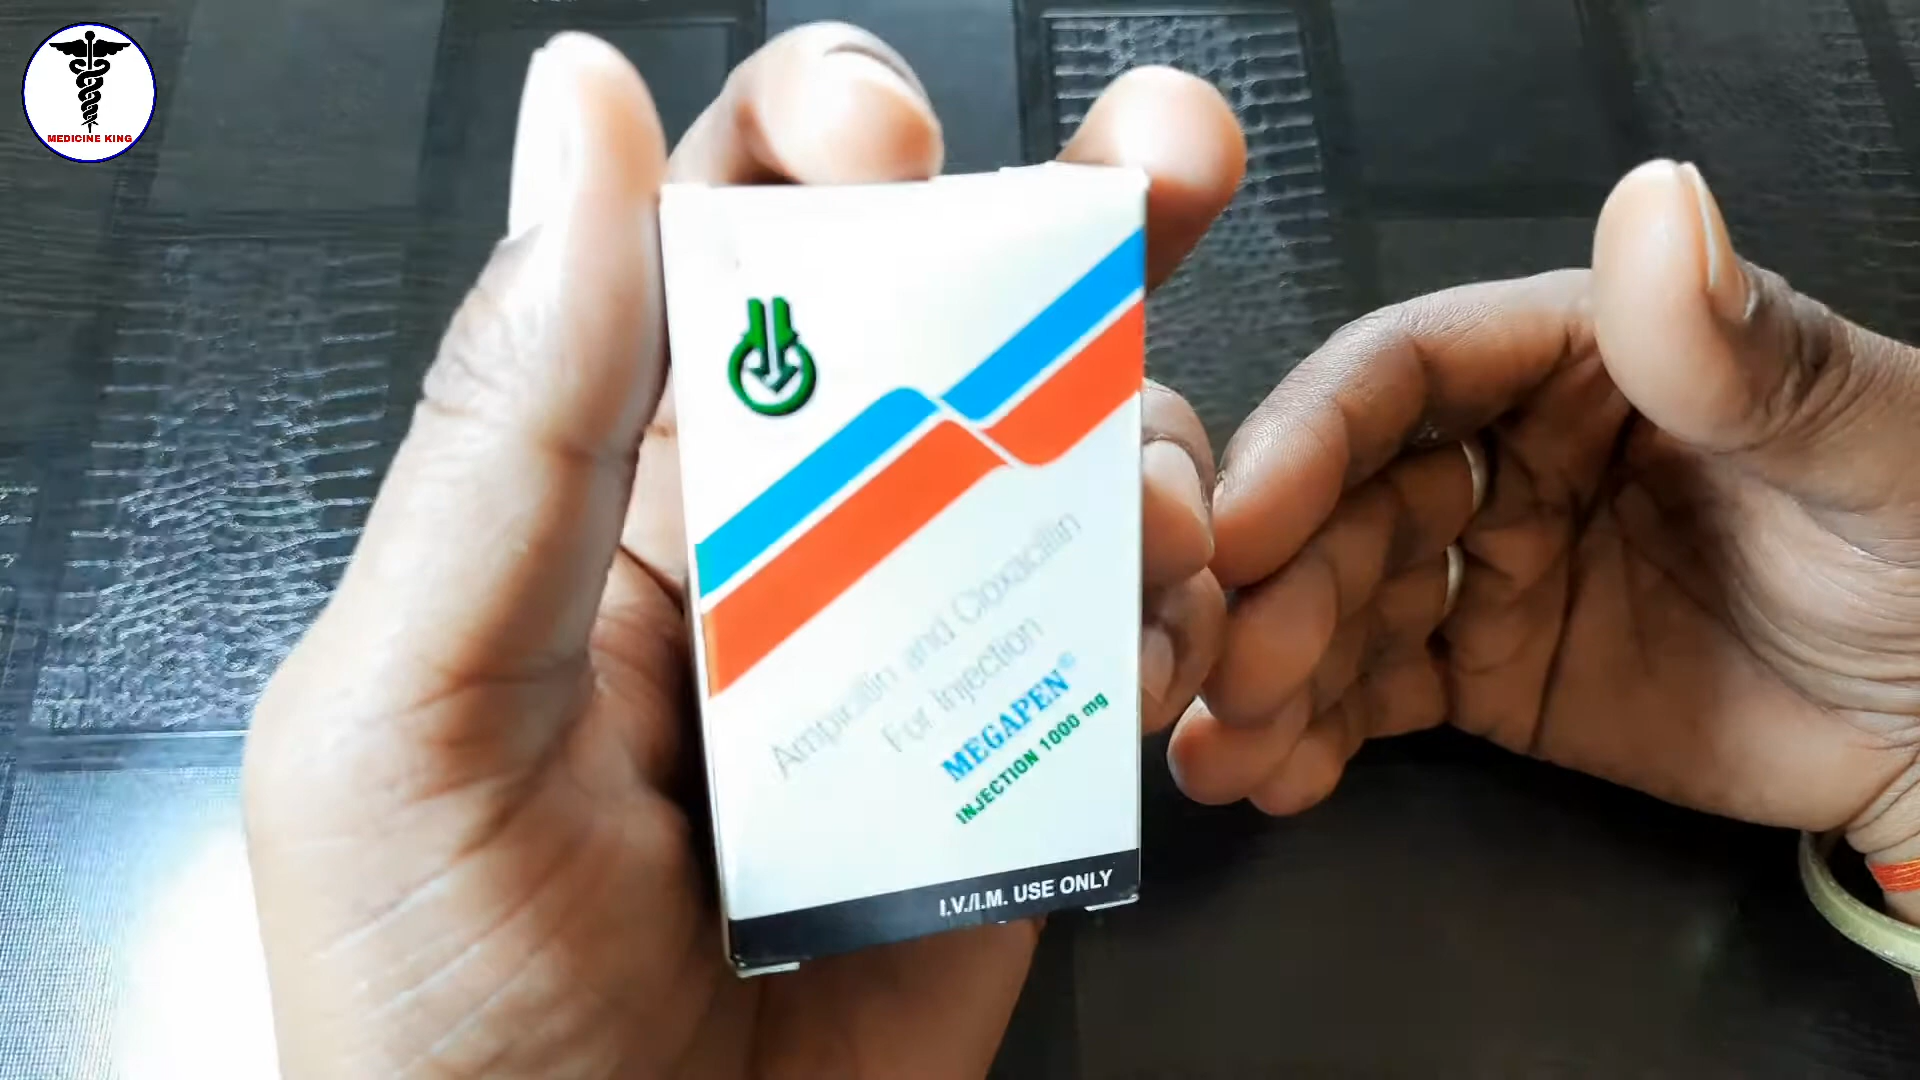 MEDICINE KING
Ampicillin and Cloxacillin
For Injection
MEGAPEN®
INJECTION 1000 mg
I.V./I.M. USE ONLY